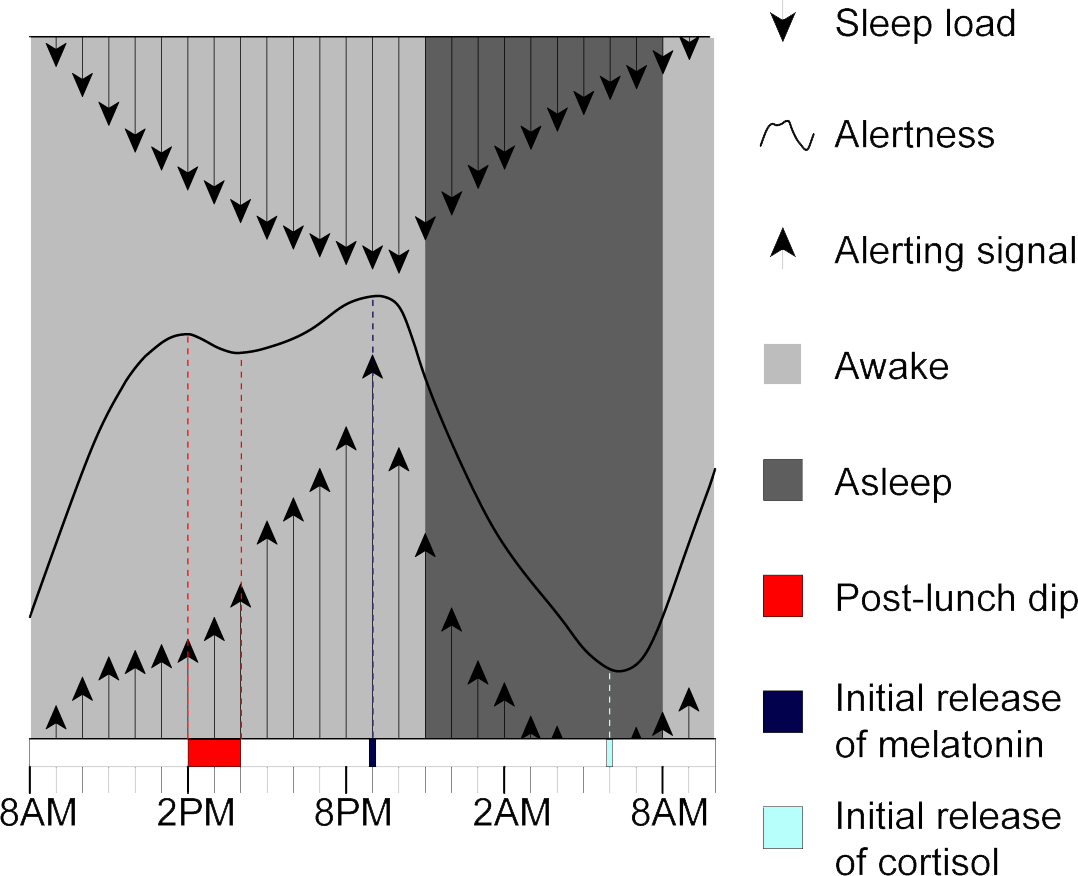 Sleep load
Alertness
Alerting signal
Awake
Asleep
Post-lunch dip
Initial release
of melatonin
Initial release
of cortisol
8AM 2PM 8PM 2AM 8AM